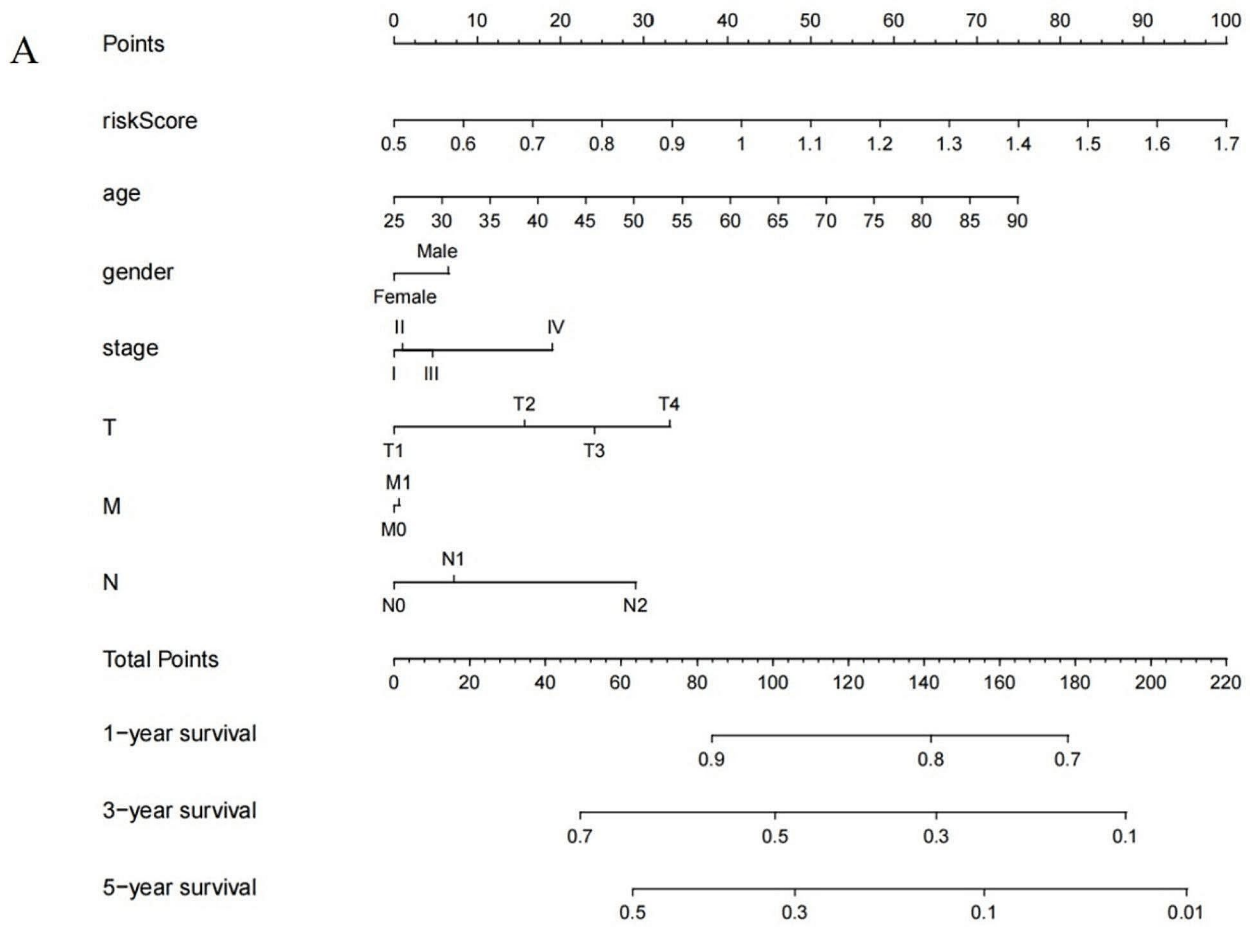 A
Points
0 10 20 30 40 50 60 70 80 90 100
riskScore
0.5 0.6 0.7 0.8 0.9 1 1.1 1.2 1.3 1.4 1.5 1.6 1.7
age
25 30 35 40 45 50 55 60 65 70 75 80 85 90
Male
gender
Female
II IV
stage
I III
T2 T4
T
T1 T3
M1
M
M0
N1
N
N0 N2
Total Points
0 20 40 60 80 100 120 140 160 180 200 220
1−year survival
0.9 0.8 0.7
3−year survival
0.7 0.5 0.3 0.1
5−year survival
0.5 0.3 0.1 0.01